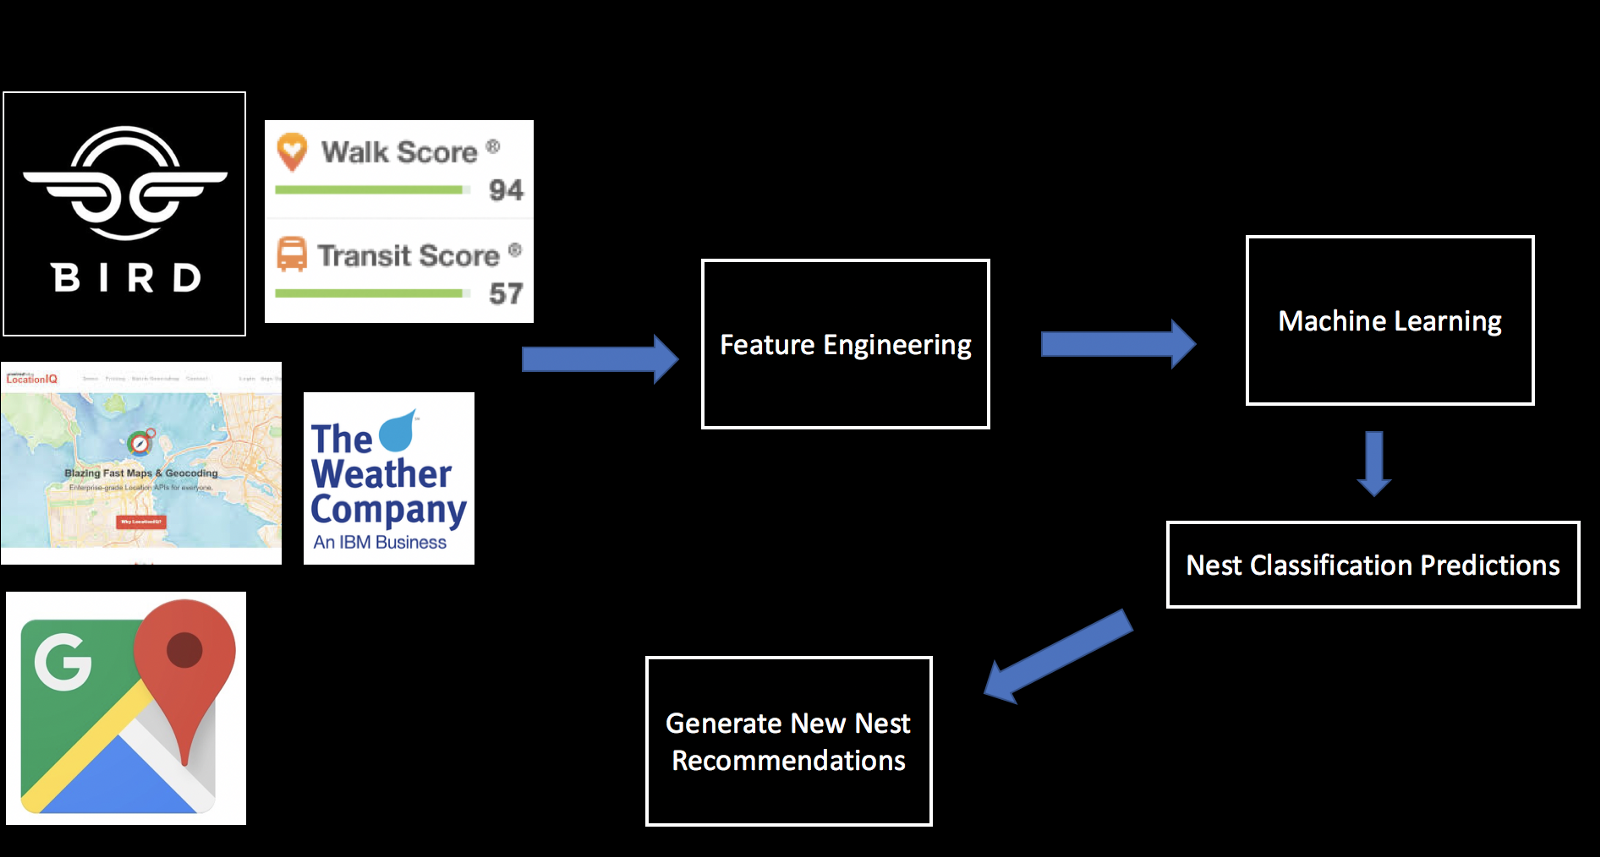 BIRD
Walk Score ®
94
Transit Score ®
57
LocationIQ
Blazing Fast Maps & Geocoding
Enterprise-grade Location APIs for everyone.
Why LocationIQ?
The
Weather
Company
An IBM Business
G
Feature Engineering
Machine Learning
Nest Classification Predictions
Generate New Nest
Recommendations